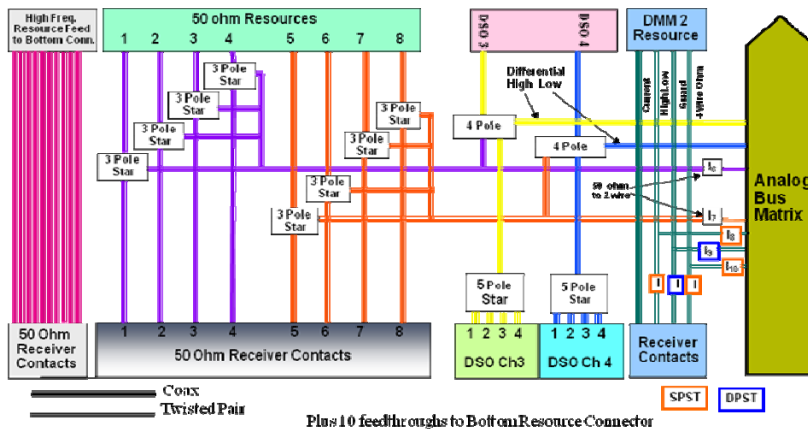 High Freq.
Resource Feed
to Bottom Conn.
50 ohm Resources
1 2 3 4 5 6 7 8
DSO 3
DSO 4
DMM 2
Resource
3 Pole
Star
3 Pole
Star
3 Pole
Star
3 Pole
Star
3 Pole
Star
3 Pole
Star
3 Pole
Star
3 Pole
Star
Differential
High Low
Current
High/Low
Guard
4 Wire Ohm
4 Pole
4 Pole
50 ohm
to 2 wire
I6
I7
I8
I9
I10
Analog
Bus
Matrix
5 Pole
Star
5 Pole
Star
I
I
I
50 Ohm
Receiver
Contacts
1 2 3 4 5 6 7 8
50 Ohm Receiver Contacts
1 2 3 4
DSO Ch3
1 2 3 4
DSO Ch 4
Receiver
Contacts
Coax
Twisted Pair
SPST
DPST
Plus 10 feedthroughs to Bottom Resource Connector